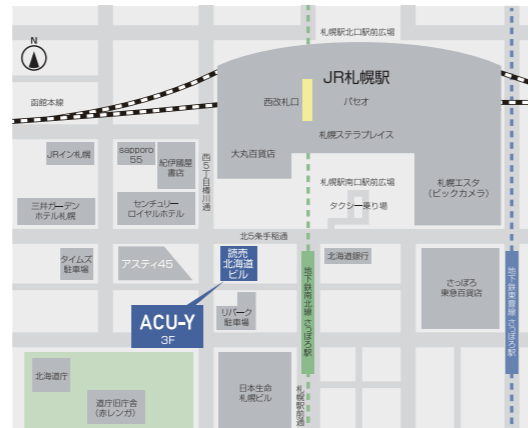 札幌駅北口駅前広場
N
JR札幌駅
函館本線
西改札口
パセオ
札幌ステラプレイス
JRイン札幌
sapporo
55
紀伊國屋
書店
西5丁目樽川通
大丸百貨店
札幌駅南口駅前広場
タクシー乗り場
札幌エスタ
(ビックカメラ)
三井ガーデン
ホテル札幌
センチュリー
ロイヤルホテル
北5条手稲通
タイムズ
駐車場
アスティ45
読売
北海道
ビル
北海道銀行
さっぽろ
東急百貨店
地下鉄南北線 さっぽろ駅
地下鉄東豊線 さっぽろ駅
ACU-Y
3F
リパーク
駐車場
北海道庁
道庁旧庁舎
(赤レンガ)
日本生命
札幌ビル
札幌駅前通